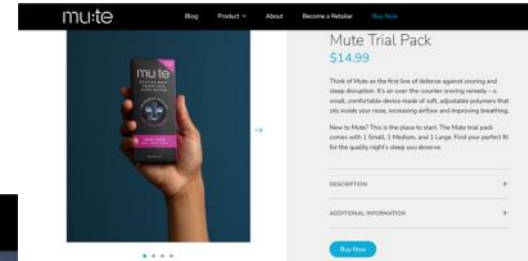 mu:te
Blog Product About Become a Retailer Buy Now
Mute Trial Pack
$14.99
Think of Mute as the first line of defense against snoring and
sleep disruption. It's an over-the-counter snoring remedy – a
small, comfortable device made of soft, adjustable polymers that
sits inside your nose, increasing airflow and improving breathing.
New to Mute? This is the place to start. The Mute trial pack
comes with 1 Small, 1 Medium, and 1 Large. Find your perfect fit
for the quality night's sleep you deserve.
DESCRIPTION +
ADDITIONAL INFORMATION +
Buy Now
mu:te